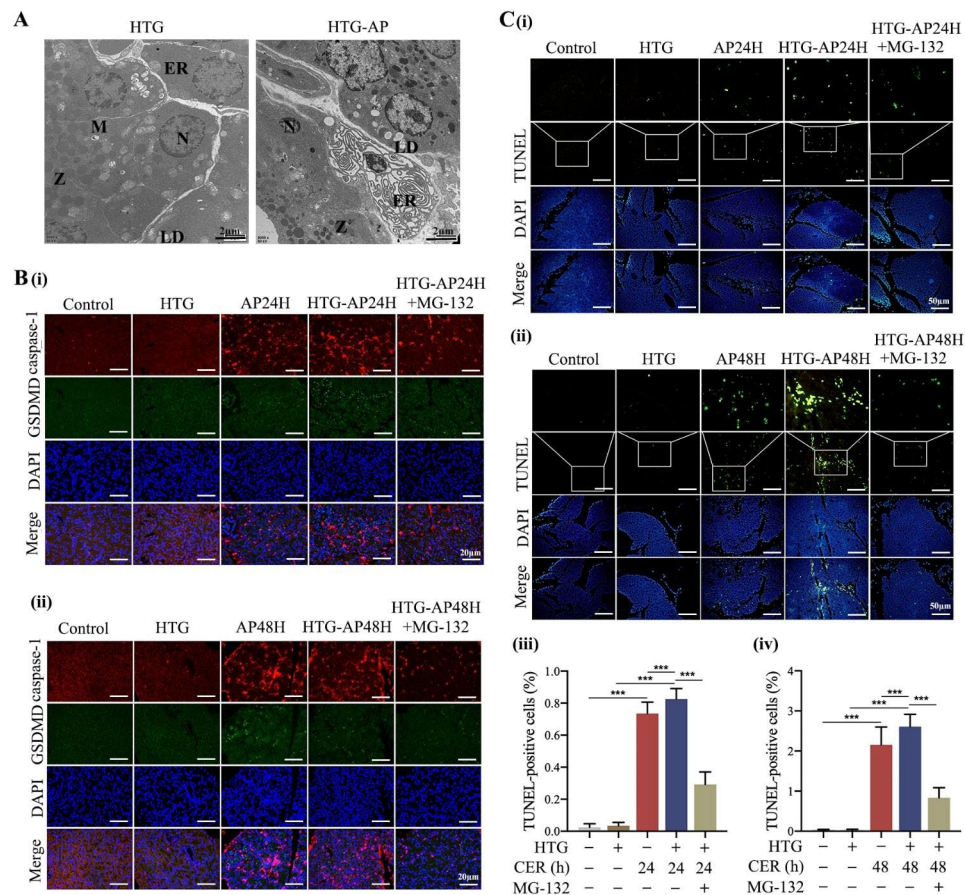 A
HTG
HTG-AP
ER
M
N
Z
LD
2μm
N
LD
ER
Z
2μm
B (i)
Control HTG AP24H HTG-AP24H HTG-AP24H
+MG-132
caspase-1
GSDMD
DAPI
Merge
20μm
(ii)
Control HTG AP48H HTG-AP48H HTG-AP48H
+MG-132
caspase-1
GSDMD
DAPI
Merge
20μm
C (i)
Control HTG AP24H HTG-AP24H HTG-AP24H
+MG-132
TUNEL
DAPI
Merge
50μm
(ii)
Control HTG AP48H HTG-AP48H HTG-AP48H
+MG-132
TUNEL
DAPI
Merge
50μm
(iii)
TUNEL-positive cells (%)
1.0
0.8
0.6
0.4
0.2
0.0
*** *** *** ***
HTG − + − + +
CER (h) − − 24 24 24
MG-132 − − − − +
(iv)
TUNEL-positive cells (%)
4
3
2
1
0
*** *** *** ***
HTG − + − + +
CER (h) − − 48 48 48
MG-132 − − − − +